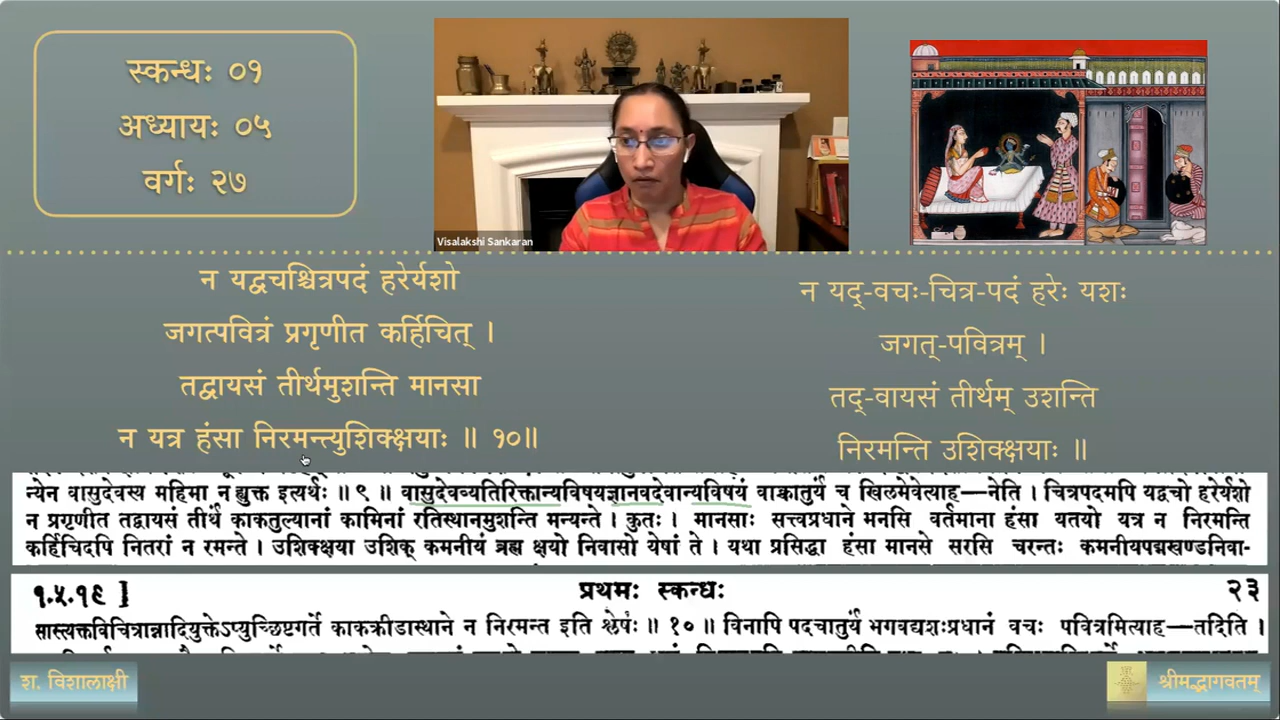 स्कन्धः ०१
अध्यायः ०५
वर्गः २७
Visalakshi Sankaran
न यद्वचश्चित्रपदं हरेर्यशो
जगत्पवित्रं प्रगृणीत कर्हिचित् ।
तद्वायसं तीर्थमुशन्ति मानसा
न यत्र हंसा निरमन्त्युशिक्क्षयाः ॥ १०॥
न यद्-वचः-चित्र-पदं हरेः यशः
जगत्-पवित्रम् ।
तद्-वायसं तीर्थम् उशन्ति
निरमन्ति उशिक्क्षयाः ॥
न्येन वासुदेवस्य महिमा न ह्युक्त इत्यर्थः ॥ ९ ॥ वासुदेवव्यतिरिक्तान्यविषयज्ञानवदेवान्यविषयं वाक्चातुर्यं च खिलमेवेत्याह—नेति । चित्रपदमपि यद्वचो हरेर्यशो
न प्रगृणीत तद्वायसं तीर्थं काकतुल्यानां कामिनां रतिस्थानमुशन्ति मन्यन्ते । कुतः । मानसाः सत्त्वप्रधाने मनसि वर्तमाना हंसा यतयो यत्र न निरमन्ति
कर्हिचिदपि नितरां न रमन्ते । उशिक्क्षया उशिक् कमनीयं ब्रह्म क्षयो निवासो येषां ते । यथा प्रसिद्धा हंसा मानसे सरसि चरन्तः कमनीयपद्मखण्डनिवा-
१.५.१९ ] प्रथमः स्कन्धः २३
सास्त्यक्तविचित्रान्नादियुक्तेऽप्युच्छिष्टगर्ते काकक्रीडास्थाने न निरमन्त इति श्लेषः ॥ १० ॥ विनापि पदचातुर्यं भगवद्यशःप्रधानं वचः पवित्रमित्याह—तदिति ।
श. विशालाक्षी
श्रीमद्भागवतम्